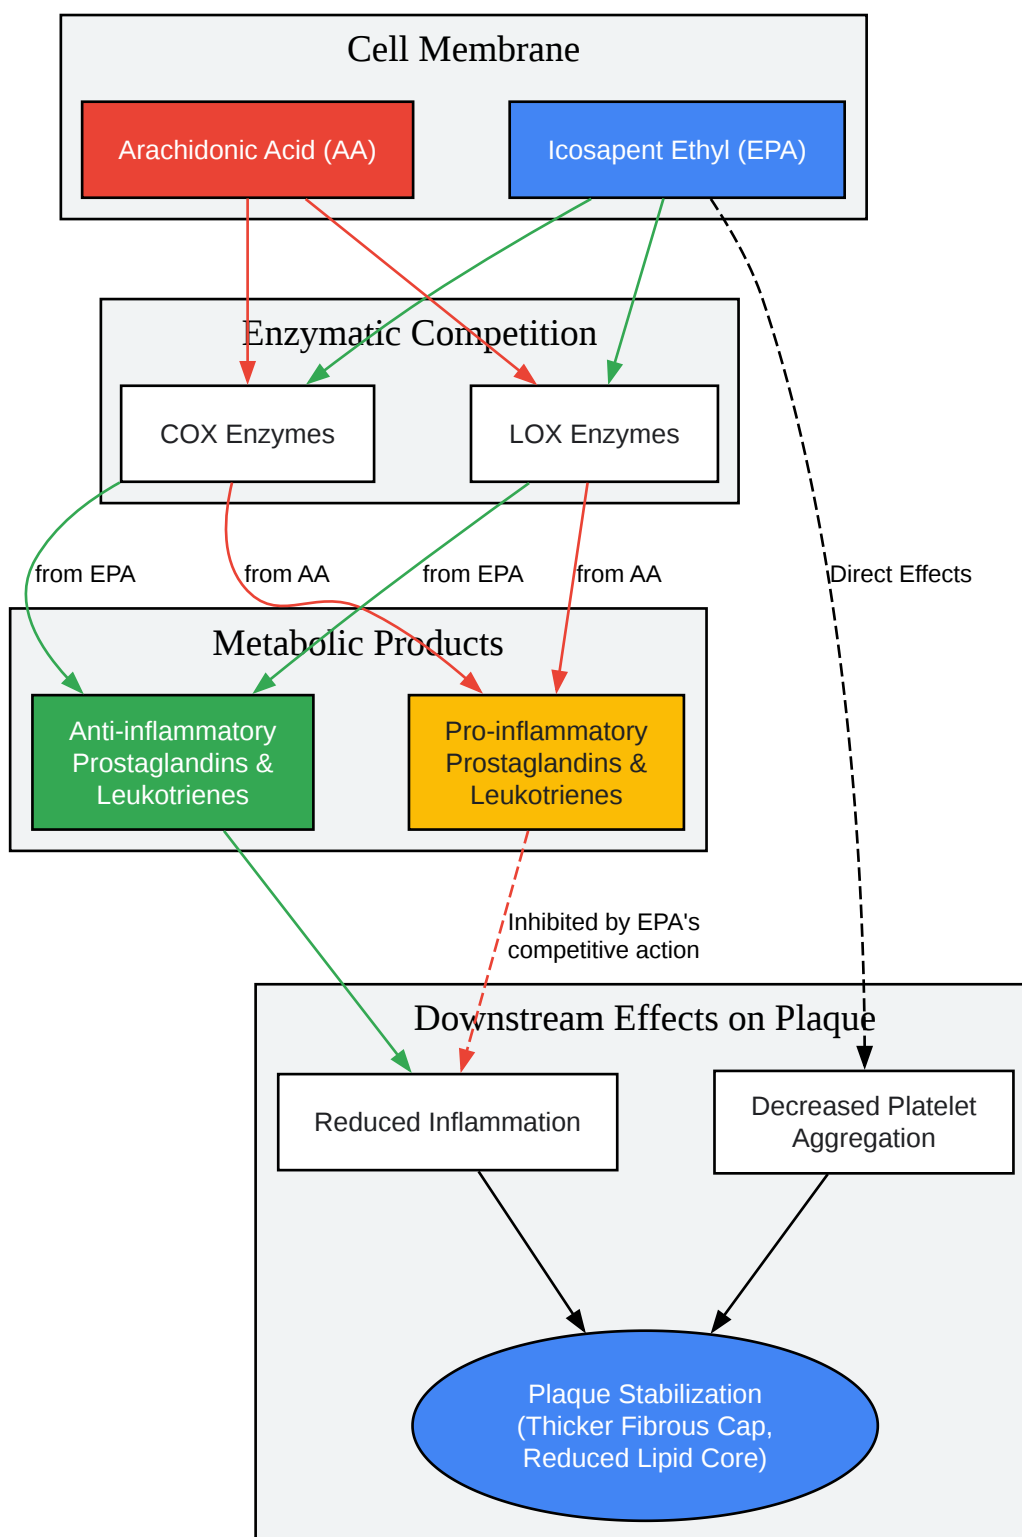 Cell Membrane
Arachidonic Acid (AA)
Icosapent Ethyl (EPA)
Enzymatic Competition
COX Enzymes
LOX Enzymes
from EPA
from AA
from EPA
from AA
Direct Effects
Metabolic Products
Anti-inflammatory
Prostaglandins &
Leukotrienes
Pro-inflammatory
Prostaglandins &
Leukotrienes
Inhibited by EPA's
competitive action
Downstream Effects on Plaque
Reduced Inflammation
Decreased Platelet
Aggregation
Plaque Stabilization
(Thicker Fibrous Cap,
Reduced Lipid Core)